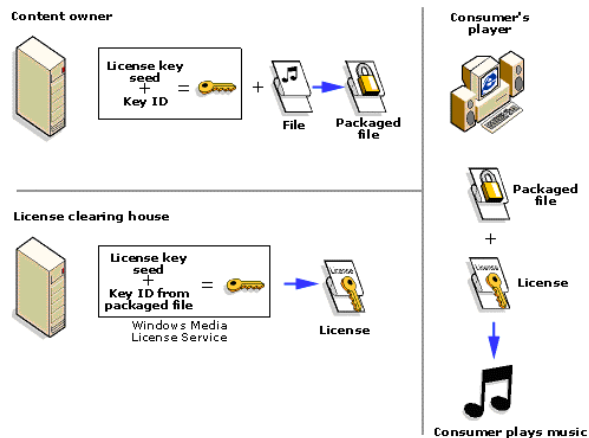 Content owner
License key
seed
+
Key ID
=
+
File
Packaged
file
License clearing house
License key
seed
+
Key ID from
packaged file
=
Windows Media
License Service
License
License
Consumer's
player
Packaged
file
+
License
License
Consumer plays music